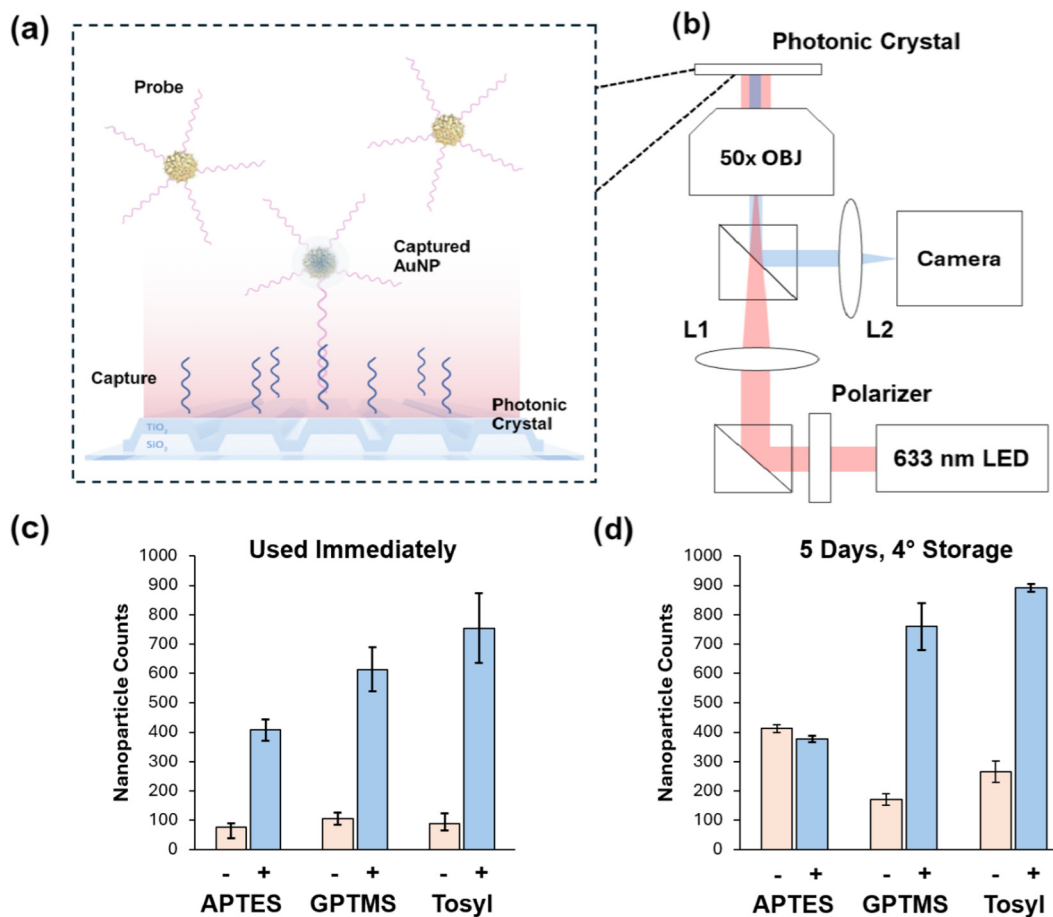 (a)
Probe
Captured
AuNP
Capture
Photonic
Crystal
TiO₂
SiO₂
(b)
Photonic Crystal
50x OBJ
Camera
L1
L2
Polarizer
633 nm LED
(c)
Used Immediately
Nanoparticle Counts
1000
900
800
700
600
500
400
300
200
100
0
- + - + - +
APTES GPTMS Tosyl
(d)
5 Days, 4° Storage
Nanoparticle Counts
1000
900
800
700
600
500
400
300
200
100
0
- + - + - +
APTES GPTMS Tosyl